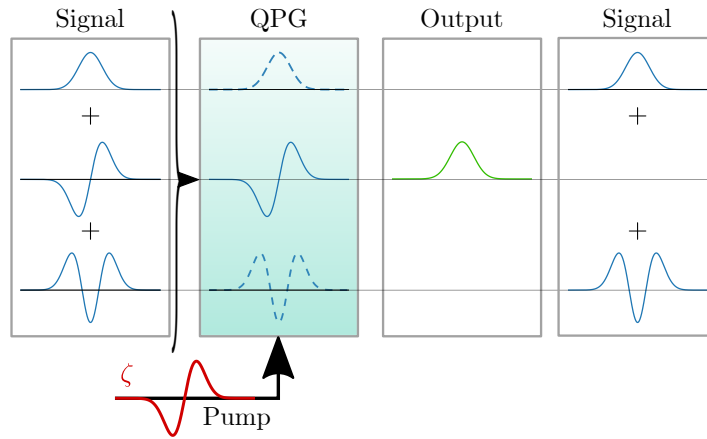 Signal QPG Output Signal
+ +
+ +
ζ
Pump